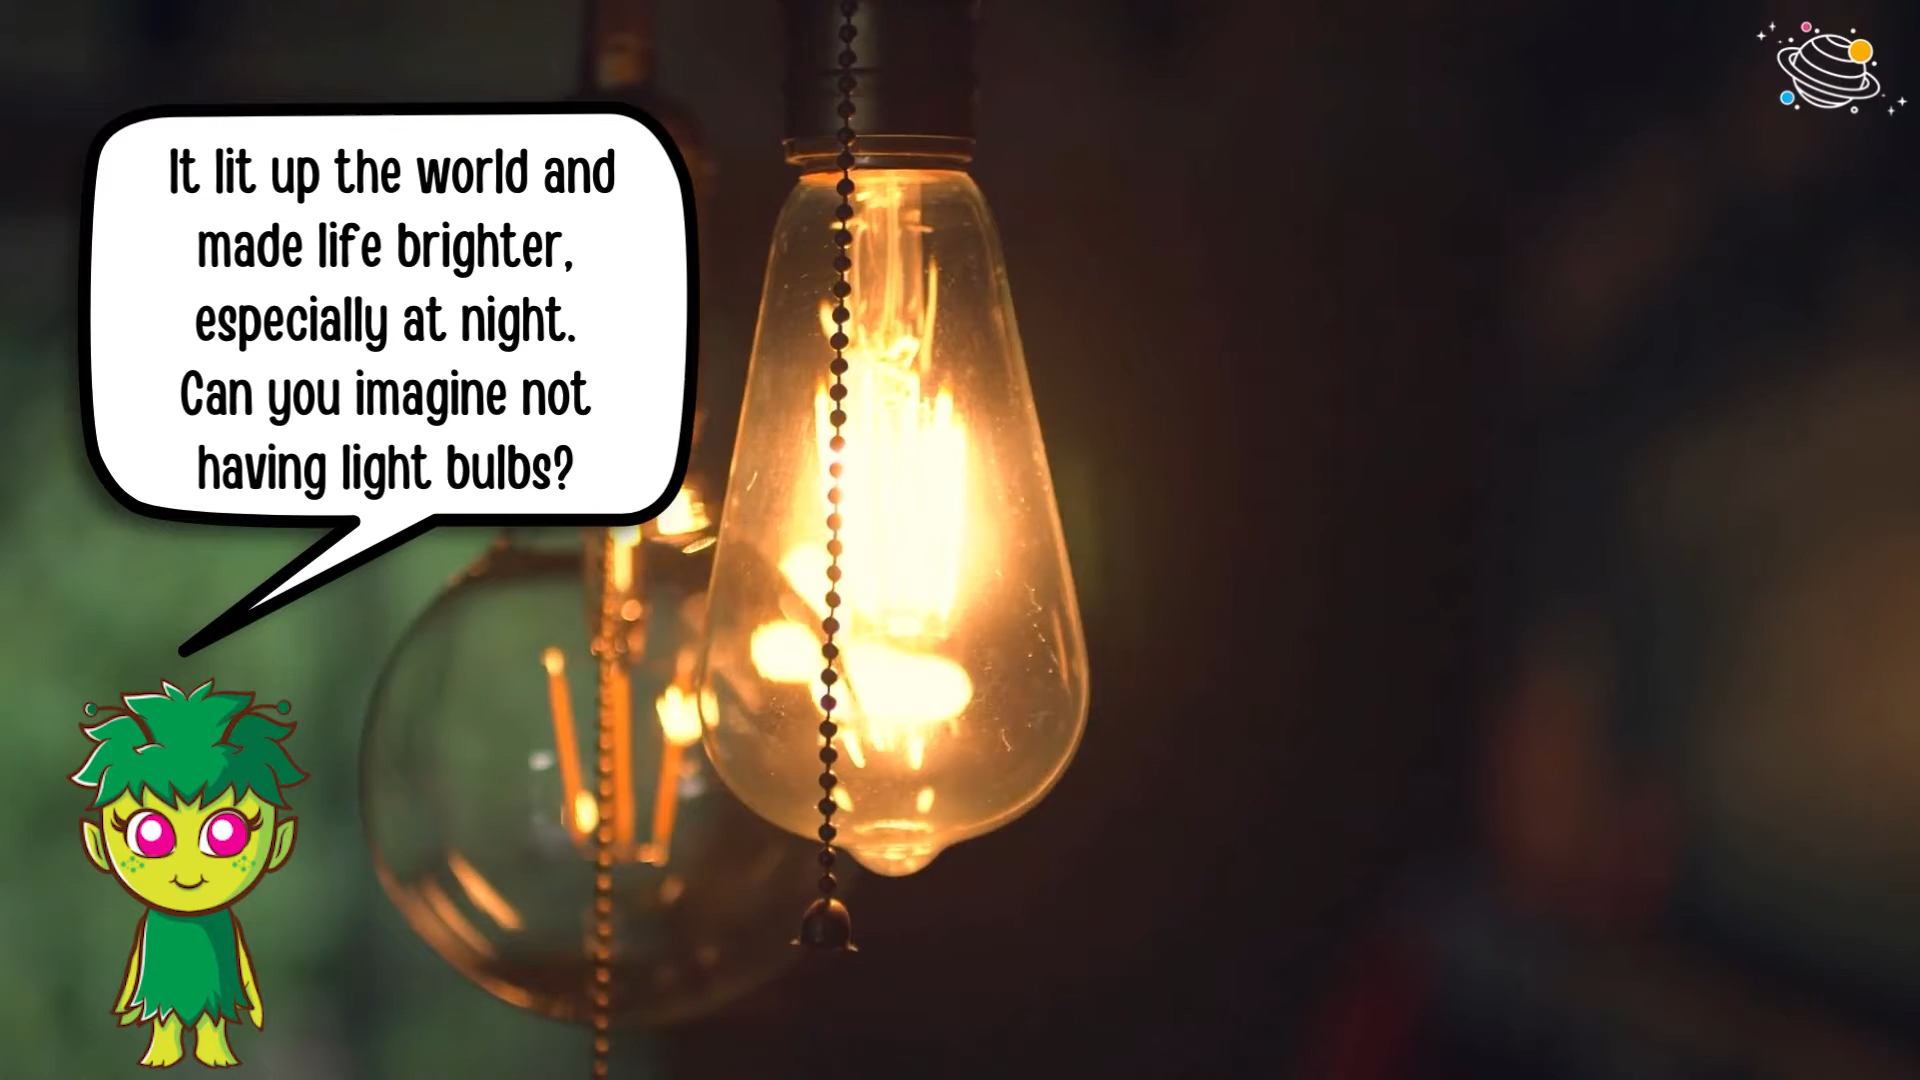 It lit up the world and
made life brighter,
especially at night.
Can you imagine not
having light bulbs?